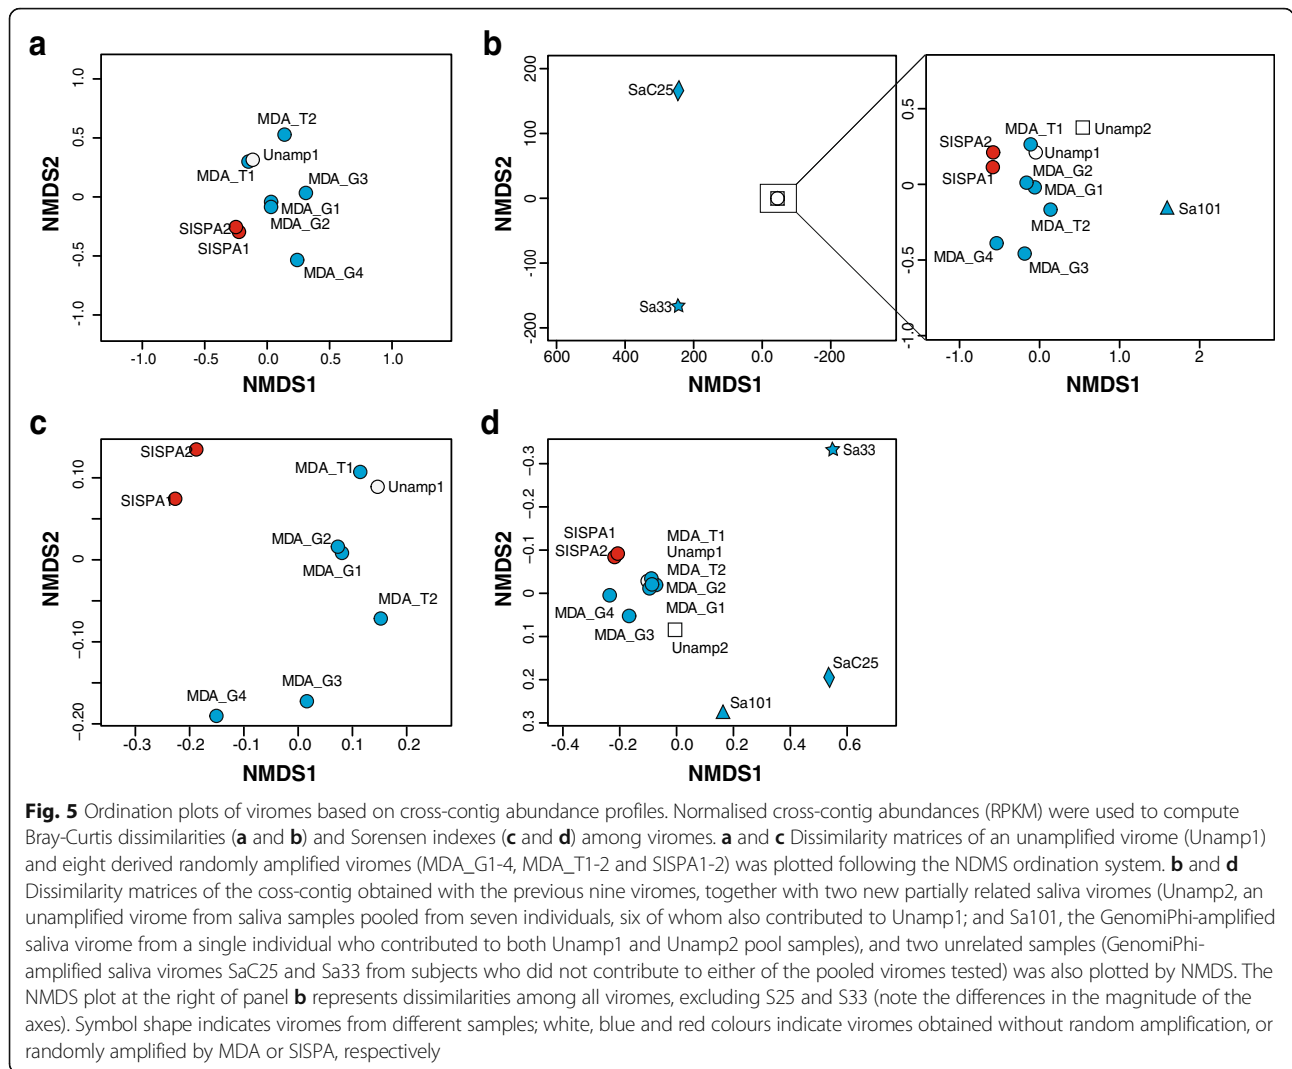 a
1.0
0.5
0
-0.5
-1.0
NMDS2
MDA_T2
Unamp1
MDA_T1
MDA_G3
MDA_G1
SISPA2
MDA_G2
SISPA1
MDA_G4
-1.0 -0.5 0.0 0.5 1.0
NMDS1
b
200
100
0
-100
-200
NMDS2
SaC25
Sa33
600 400 200 0.0 -200
NMDS1
0.5
0
-0.5
-1.0
MDA_T1
Unamp2
SISPA2
Unamp1
MDA_G2
SISPA1
MDA_G1
Sa101
MDA_T2
MDA_G4
MDA_G3
-1.0 0.0 1.0 2
NMDS1
c
0.10
0
-0.10
-0.20
NMDS2
SISPA2
MDA_T1
Unamp1
SISPA1
MDA_G2
MDA_G1
MDA_T2
MDA_G3
MDA_G4
-0.3 -0.2 -0.1 0.0 0.1 0.2
NMDS1
d
-0.3
-0.2
-0.1
0
0.1
0.2
0.3
NMDS2
Sa33
SISPA1
MDA_T1
SISPA2
Unamp1
MDA_T2
MDA_G2
MDA_G4
MDA_G1
MDA_G3
Unamp2
SaC25
Sa101
-0.4 -0.2 0.0 0.2 0.4 0.6
NMDS1
Fig. 5 Ordination plots of viromes based on cross-contig abundance profiles. Normalised cross-contig abundances (RPKM) were used to compute
Bray-Curtis dissimilarities (a and b) and Sorensen indexes (c and d) among viromes. a and c Dissimilarity matrices of an unamplified virome (Unamp1)
and eight derived randomly amplified viromes (MDA_G1-4, MDA_T1-2 and SISPA1-2) was plotted following the NDMS ordination system. b and d
Dissimilarity matrices of the coss-contig obtained with the previous nine viromes, together with two new partially related saliva viromes (Unamp2, an
unamplified virome from saliva samples pooled from seven individuals, six of whom also contributed to Unamp1; and Sa101, the GenomiPhi-amplified
saliva virome from a single individual who contributed to both Unamp1 and Unamp2 pool samples), and two unrelated samples (GenomiPhi-
amplified saliva viromes SaC25 and Sa33 from subjects who did not contribute to either of the pooled viromes tested) was also plotted by NMDS. The
NMDS plot at the right of panel b represents dissimilarities among all viromes, excluding S25 and S33 (note the differences in the magnitude of the
axes). Symbol shape indicates viromes from different samples; white, blue and red colours indicate viromes obtained without random amplification, or
randomly amplified by MDA or SISPA, respectively